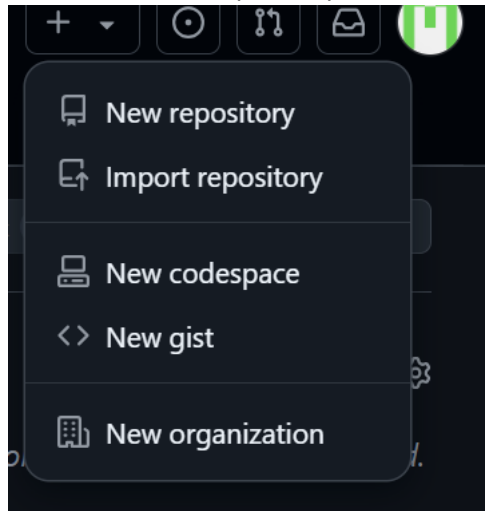 New repository
Import repository
New codespace
New gist
New organization